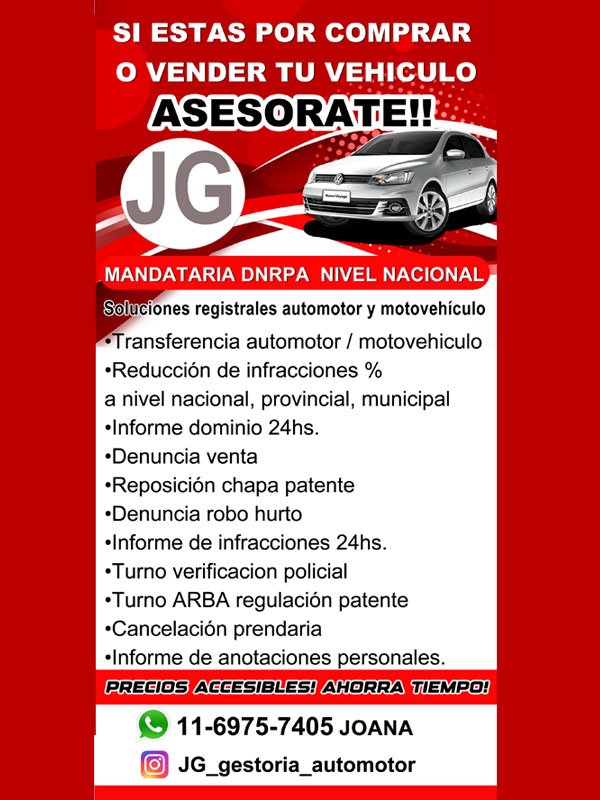 SI ESTAS POR COMPRAR
O VENDER TU VEHICULO
ASESORATE!!
JG
Nuevo Voyage
MANDATARIA DNRPA NIVEL NACIONAL
Soluciones registrales automotor y motovehículo
•Transferencia automotor / motovehiculo
•Reducción de infracciones %
a nivel nacional, provincial, municipal
•Informe dominio 24hs.
•Denuncia venta
•Reposición chapa patente
•Denuncia robo hurto
•Informe de infracciones 24hs.
•Turno verificacion policial
•Turno ARBA regulación patente
•Cancelación prendaria
•Informe de anotaciones personales.
PRECIOS ACCESIBLES! AHORRA TIEMPO!
11-6975-7405 JOANA
JG_gestoria_automotor